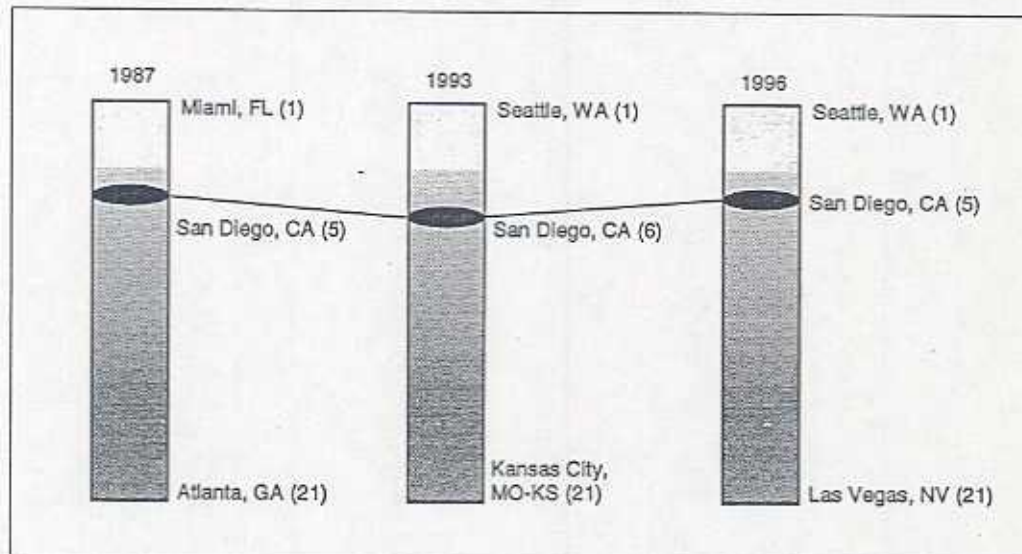 1987
1993
1996
Miami, FL (1)
Seattle, WA (1)
Seattle, WA (1)
San Diego, CA (5)
San Diego, CA (6)
San Diego, CA (5)
Atlanta, GA (21)
Kansas City,
MO-KS (21)
Las Vegas, NV (21)